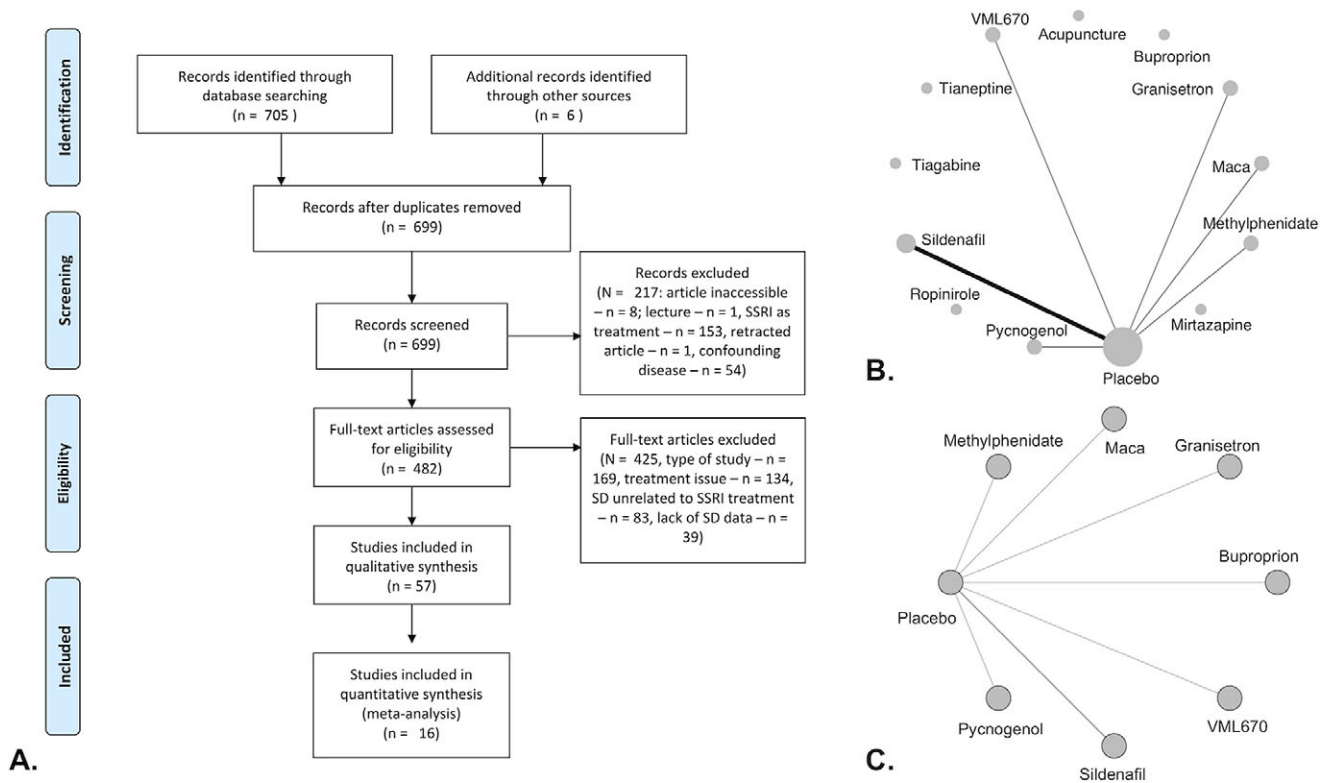 Identification
Screening
Eligibility
Included
Records identified through
database searching
(n = 705 )
Additional records identified
through other sources
(n = 6 )
Records after duplicates removed
(n = 699)
Records screened
(n = 699)
Records excluded
(N = 217: article inaccessible
– n = 8; lecture – n = 1, SSRI as
treatment – n = 153, retracted
article – n = 1, confounding
disease – n = 54)
Full-text articles assessed
for eligibility
(n = 482)
Full-text articles excluded
(N = 425, type of study – n =
169, treatment issue – n = 134,
SD unrelated to SSRI treatment
– n = 83, lack of SD data – n =
39)
Studies included in
qualitative synthesis
(n = 57)
Studies included in
quantitative synthesis
(meta-analysis)
(n = 16)
A.
VML670
Acupuncture
Buproprion
Tianeptine
Granisetron
Tiagabine
Maca
Methylphenidate
Sildenafil
Ropinirole
Mirtazapine
Pycnogenol
Placebo
B.
Maca
Methylphenidate
Granisetron
Buproprion
Placebo
VML670
Pycnogenol
Sildenafil
C.